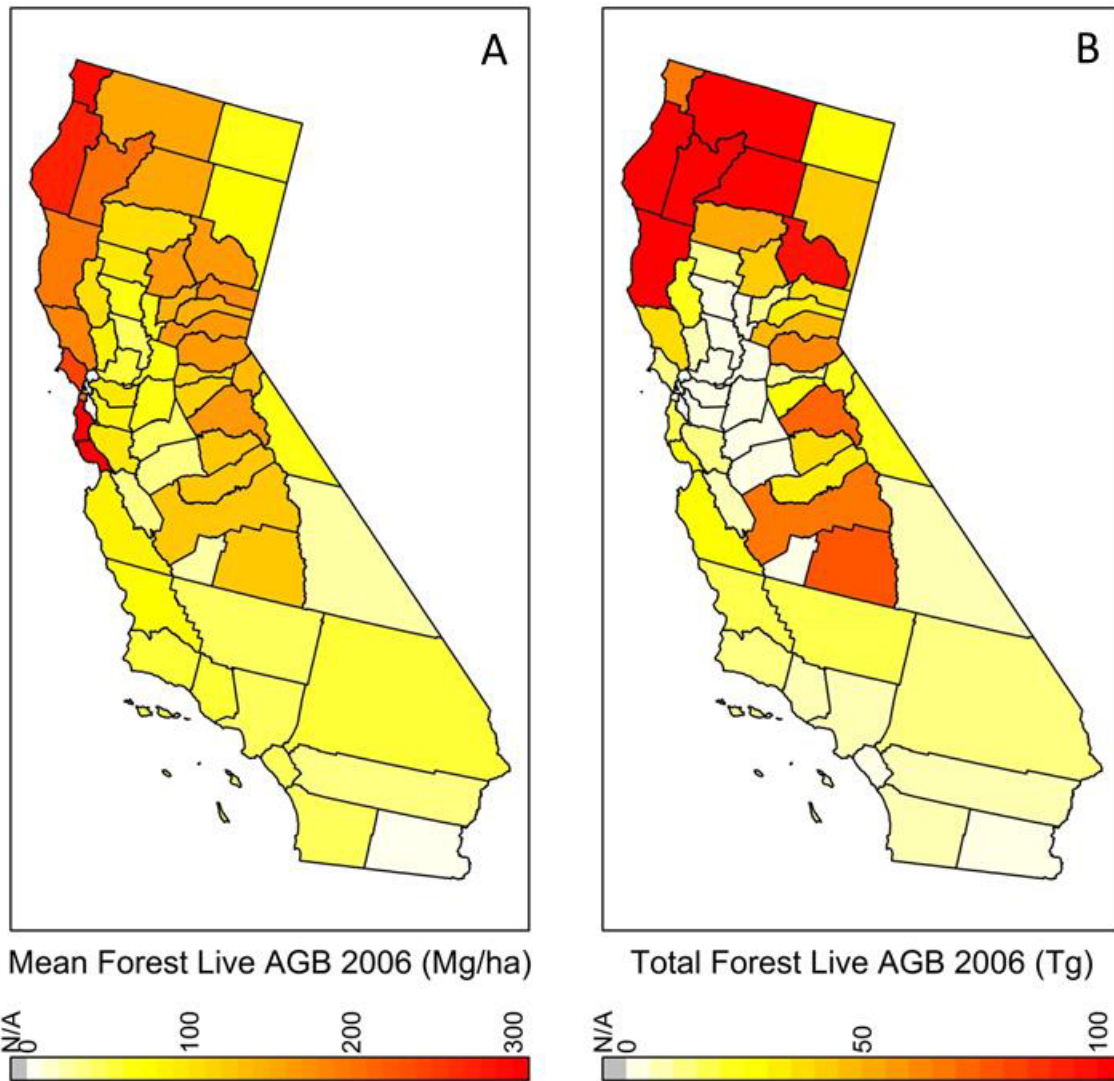 A
B
Mean Forest Live AGB 2006 (Mg/ha)
Total Forest Live AGB 2006 (Tg)
N/A 0 100 200 300
N/A 0 50 100